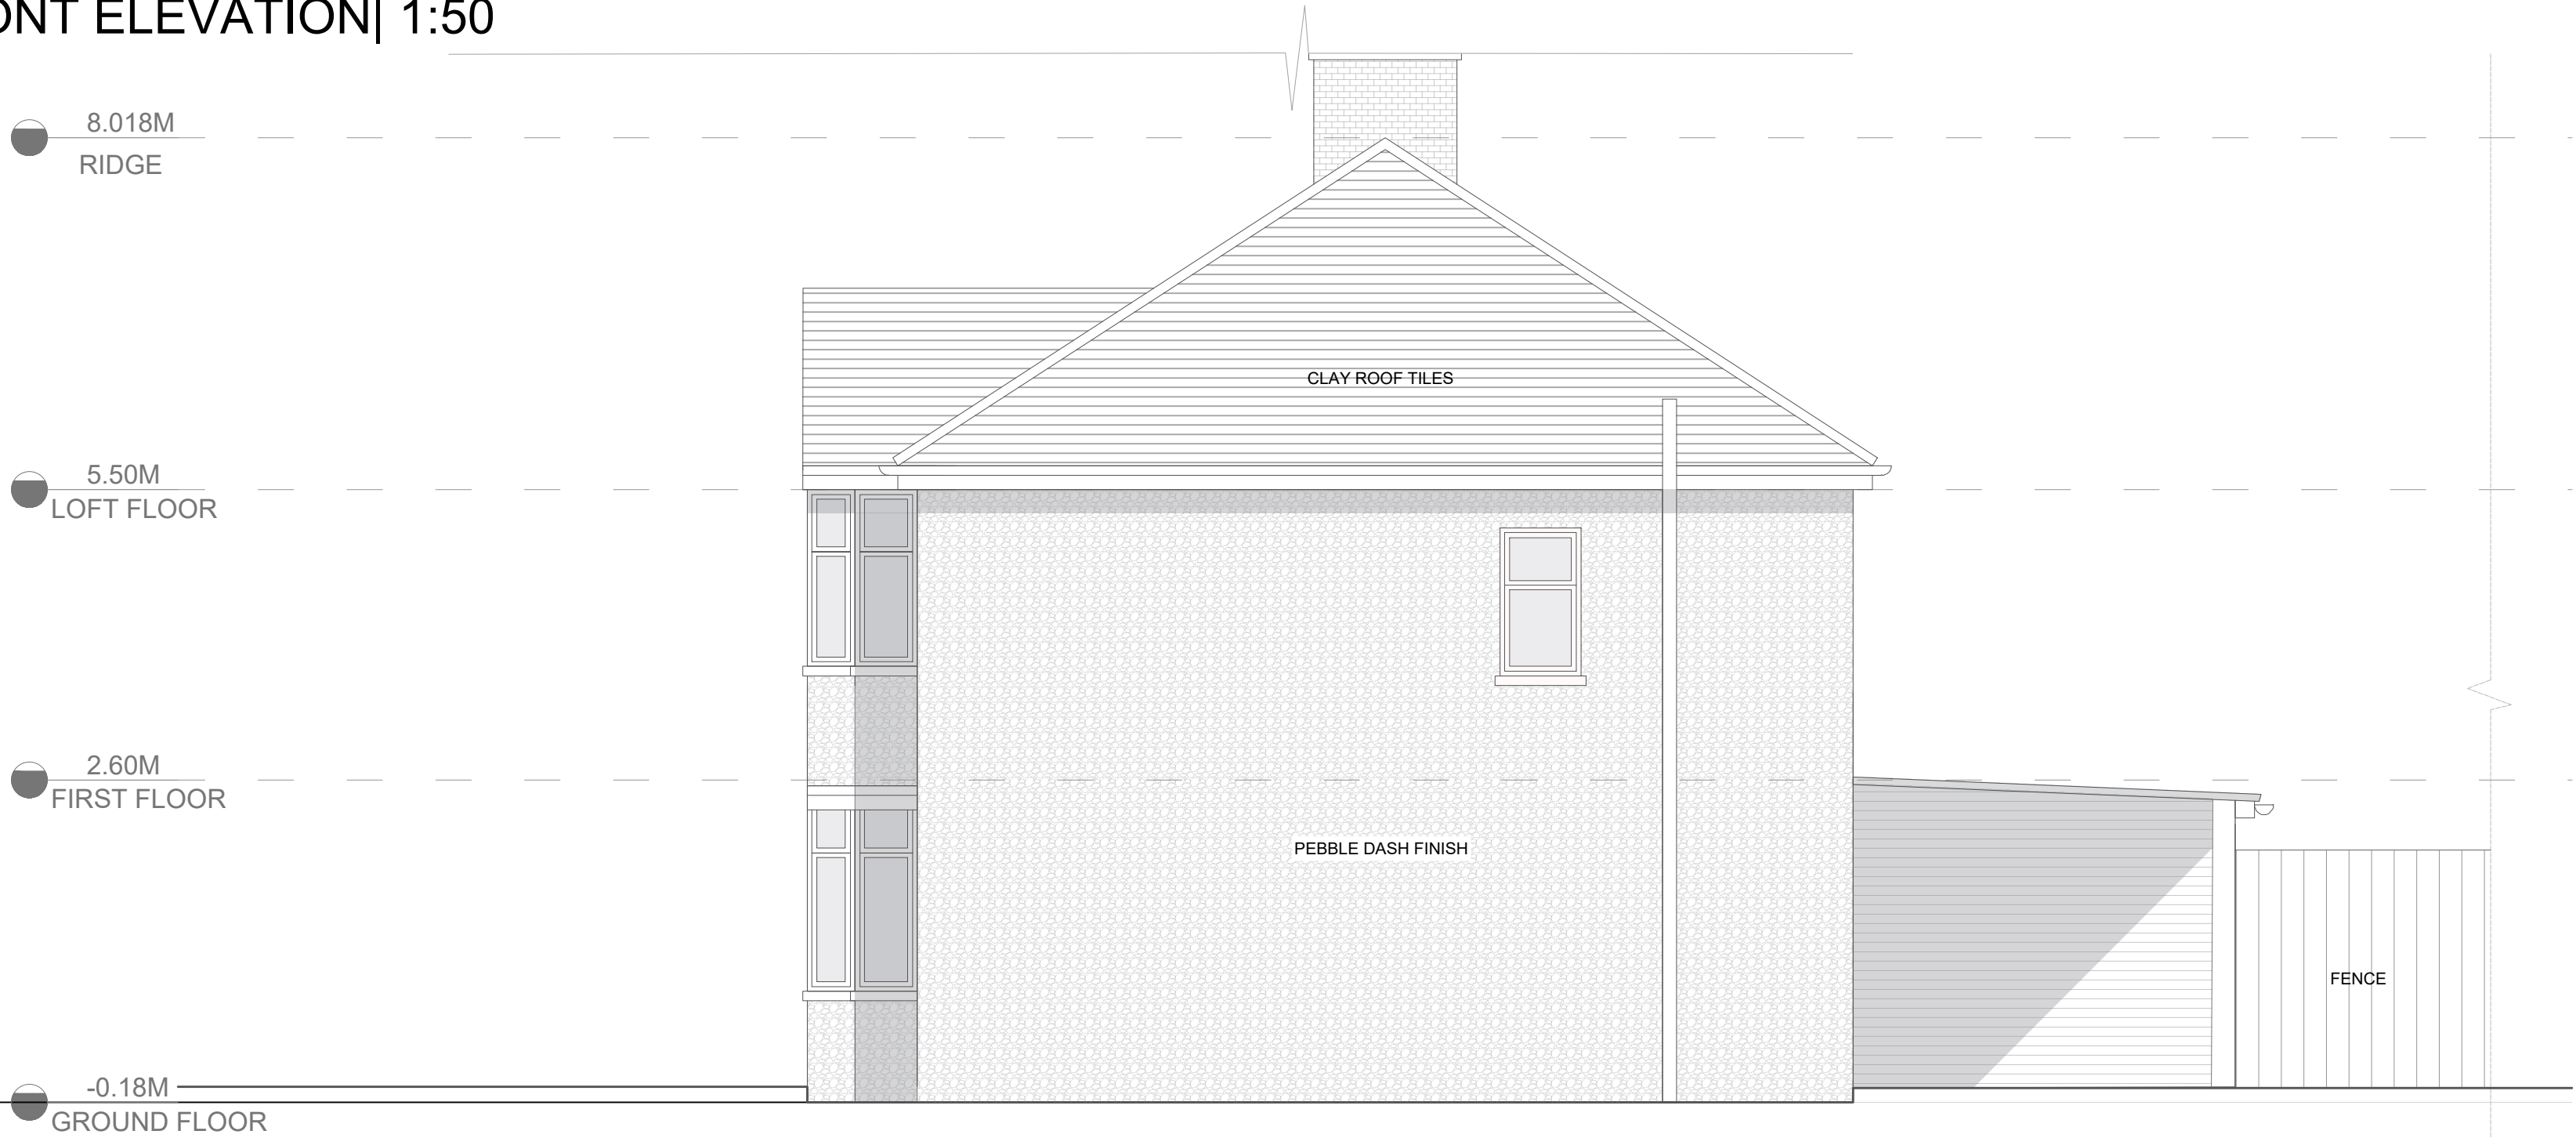 ONT ELEVATION| 1:50
8.018M
RIDGE
CLAY ROOF TILES
5.50M
LOFT FLOOR
2.60M
FIRST FLOOR
PEBBLE DASH FINISH
FENCE
-0.18M
GROUND FLOOR